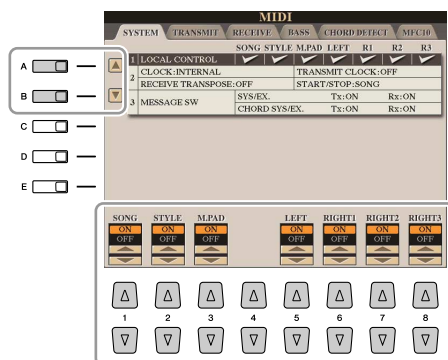 MIDI
SYSTEM TRANSMIT RECEIVE BASS CHORD DETECT MFC10
SONG STYLE M.PAD LEFT R1 R2 R3
1 LOCAL CONTROL
2 CLOCK:INTERNAL TRANSMIT CLOCK:OFF
RECEIVE TRANSPOSE:OFF START/STOP:SONG
3 MESSAGE SW SYS/EX. Tx:ON Rx:ON
CHORD SYS/EX. Tx:ON Rx:ON
A
B
C
D
E
SONG STYLE M.PAD LEFT RIGHT1 RIGHT2 RIGHT3
ON ON ON ON ON ON ON
OFF OFF OFF OFF OFF OFF OFF
1 2 3 4 5 6 7 8